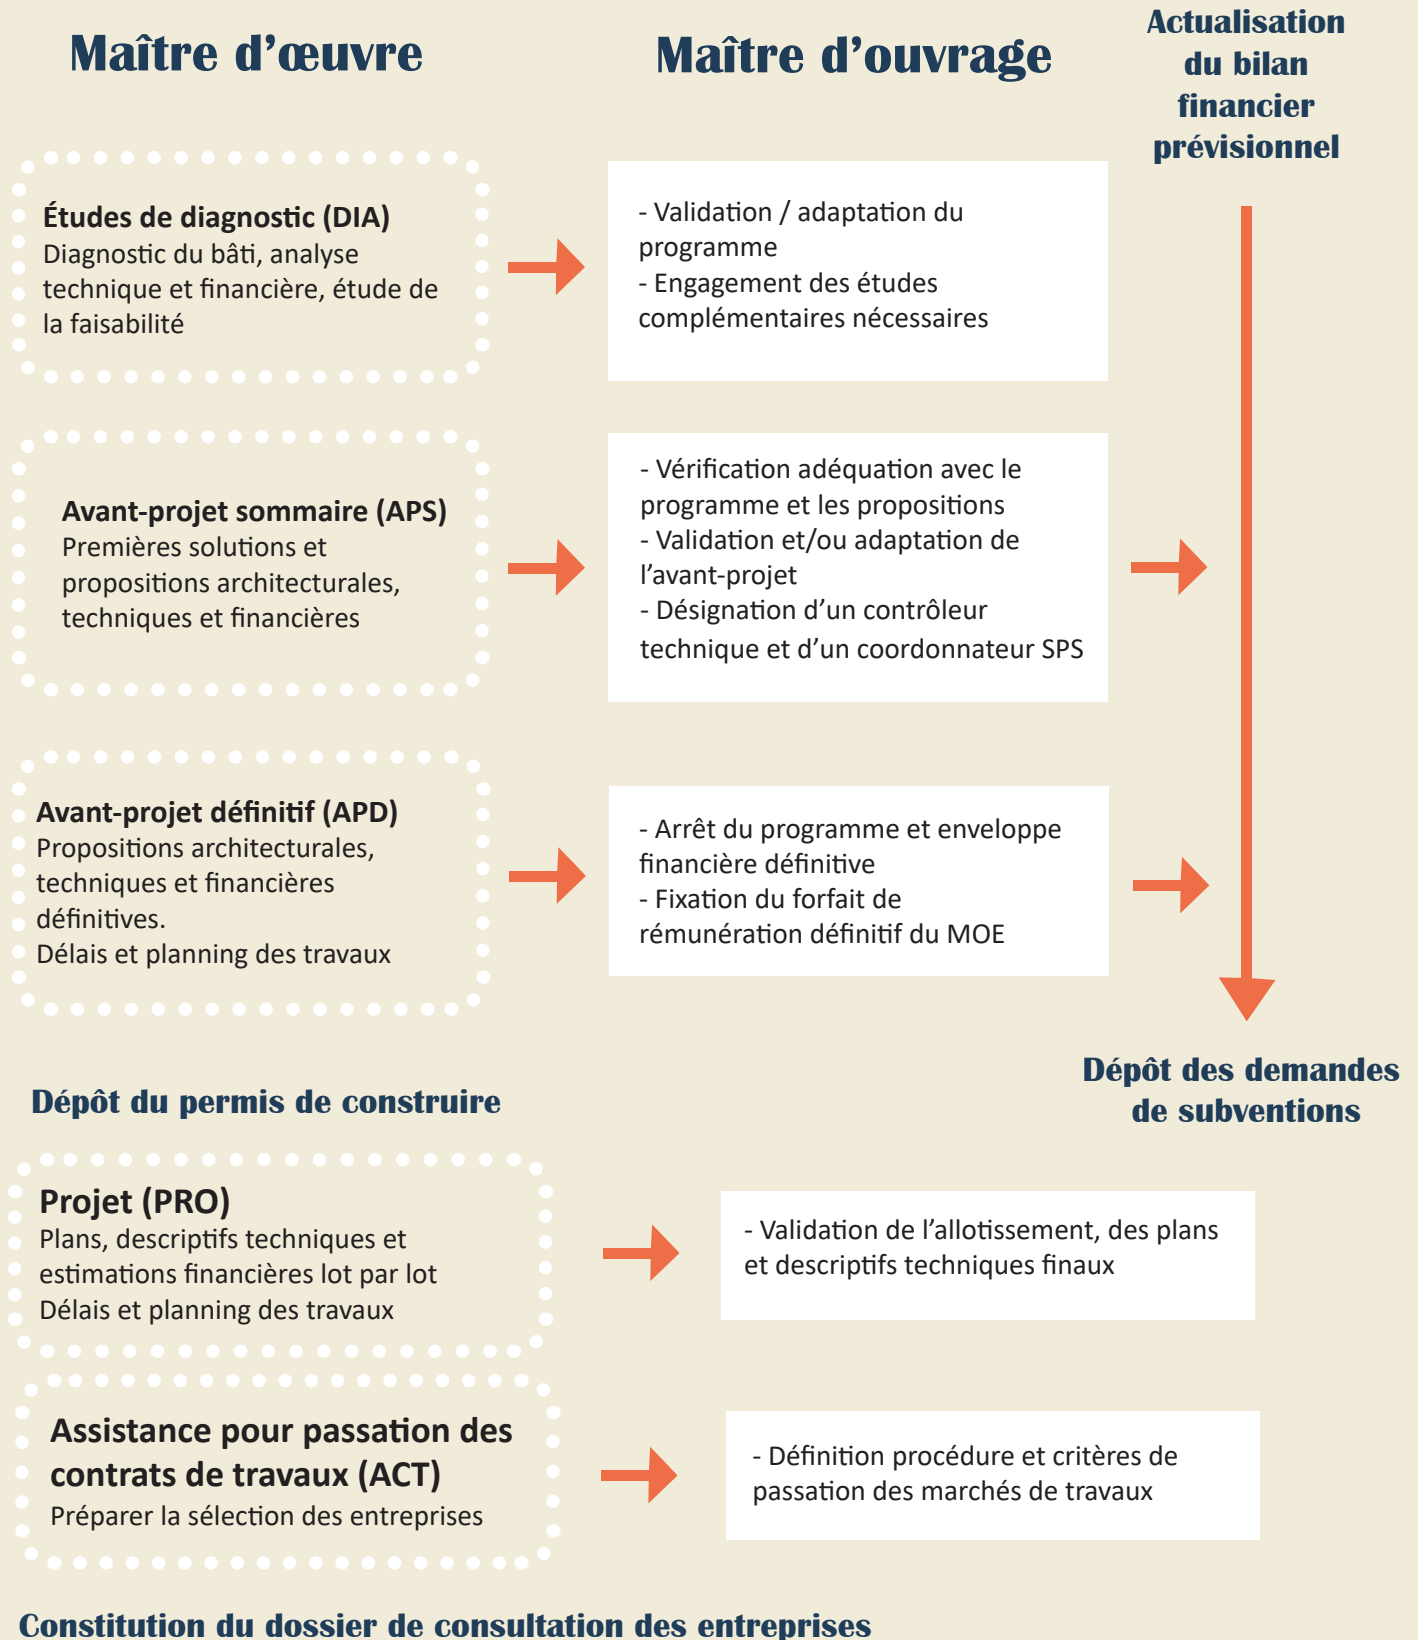 Maître d’œuvre
Maître d'ouvrage
Actualisation
du bilan
financier
prévisionnel
Études de diagnostic (DIA)
Diagnostic du bâti, analyse
technique et financière, étude de
la faisabilité
- Validation / adaptation du
programme
- Engagement des études
complémentaires nécessaires
Avant-projet sommaire (APS)
Premières solutions et
propositions architecturales,
techniques et financières
- Vérification adéquation avec le
programme et les propositions
- Validation et/ou adaptation de
l’avant-projet
- Désignation d’un contrôleur
technique et d’un coordonnateur SPS
Avant-projet définitif (APD)
Propositions architecturales,
techniques et financières
définitives.
Délais et planning des travaux
- Arrêt du programme et enveloppe
financière définitive
- Fixation du forfait de
rémunération définitif du MOE
Dépôt des demandes
de subventions
Dépôt du permis de construire
Projet (PRO)
Plans, descriptifs techniques et
estimations financières lot par lot
Délais et planning des travaux
- Validation de l’allotissement, des plans
et descriptifs techniques finaux
Assistance pour passation des
contrats de travaux (ACT)
Préparer la sélection des entreprises
- Définition procédure et critères de
passation des marchés de travaux
Constitution du dossier de consultation des entreprises